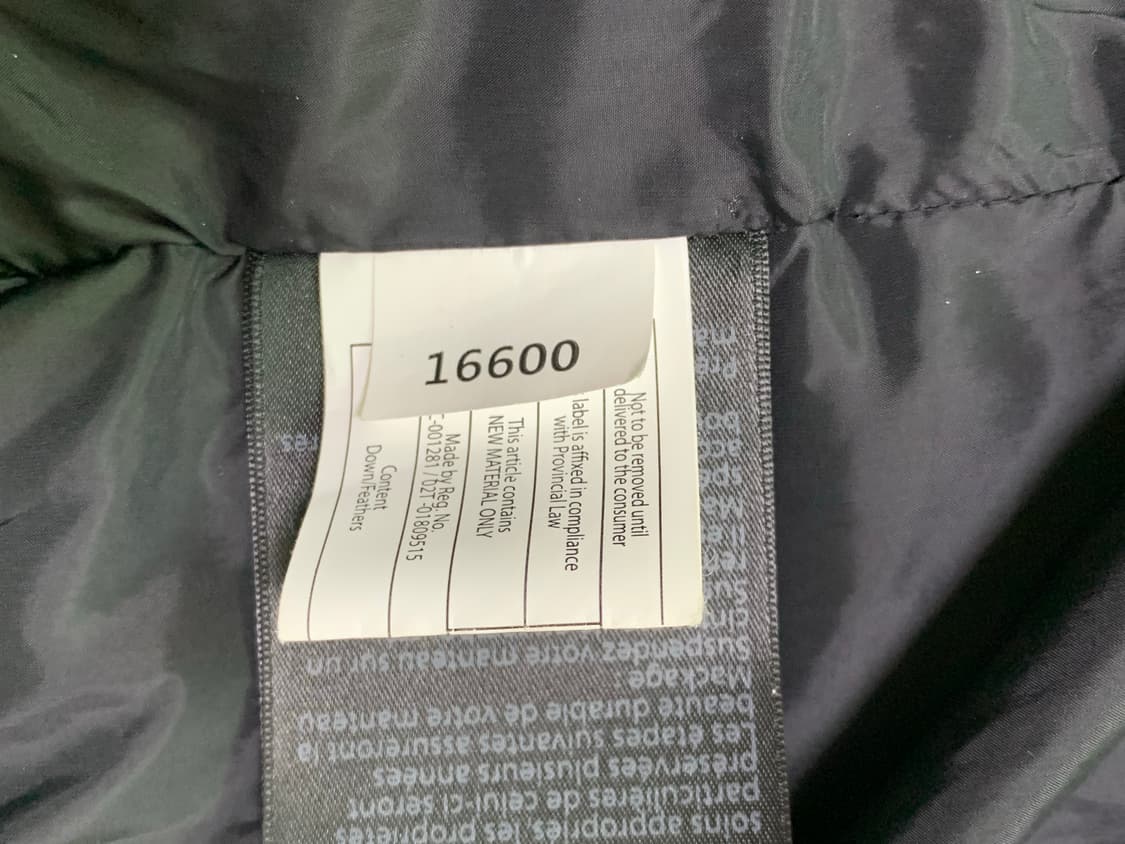 16600
Not to be removed until
delivered to the consumer
label is affixed in compliance
with Provincial Law
This article contains
NEW MATERIAL ONLY
Made by Reg. No.
-001281 / 02T-01809515
Content
Down/Feathers
soins appropriés, les propriétés
particulières de celui-ci seront
préservées plusieurs années
Les étapes suivantes assureront la
beauté durable de votre manteau
Mackage:
suspendez votre manteau sur un